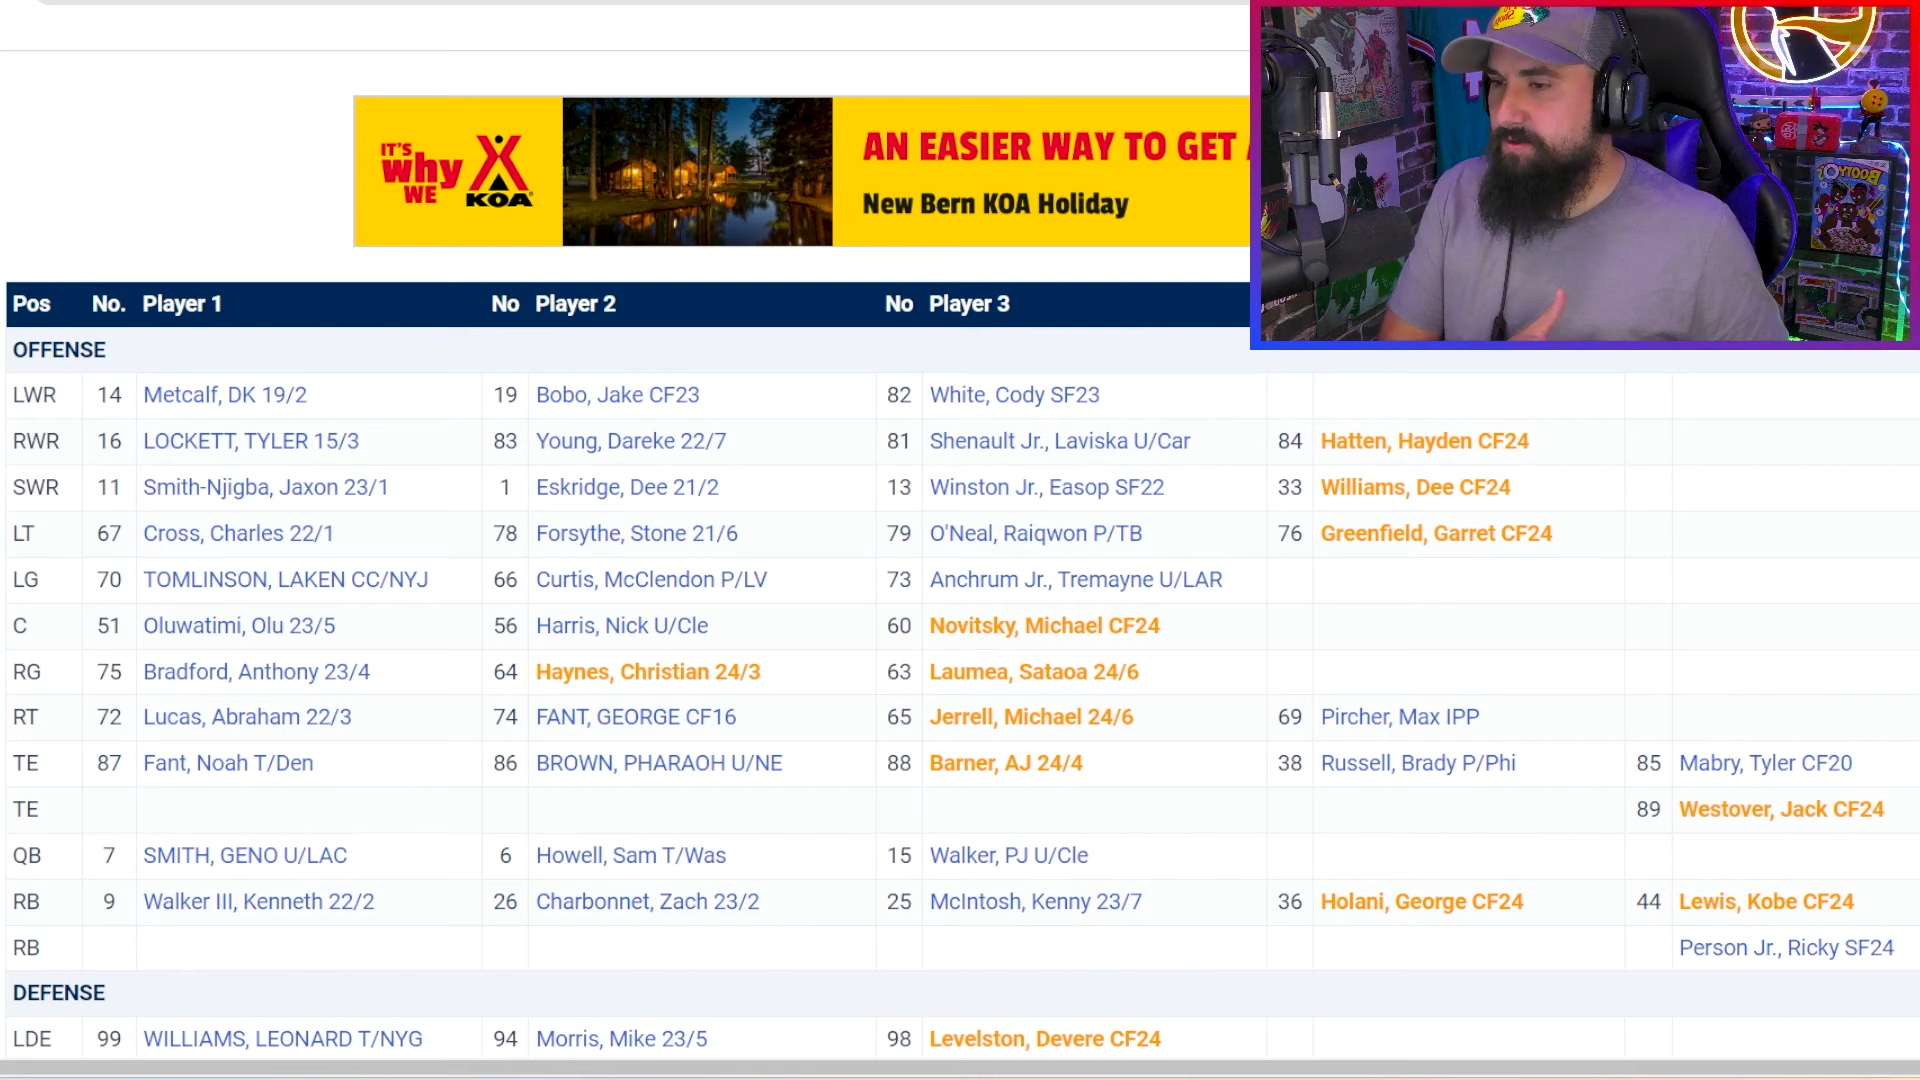 IT'S
why
WE
KOA
AN EASIER WAY TO GET
New Bern KOA Holiday
Pos No. Player 1 No Player 2 No Player 3
OFFENSE
LWR 14 Metcalf, DK 19/2 19 Bobo, Jake CF23 82 White, Cody SF23
RWR 16 LOCKETT, TYLER 15/3 83 Young, Dareke 22/7 81 Shenault Jr., Laviska U/Car 84 Hatten, Hayden CF24
SWR 11 Smith-Njigba, Jaxon 23/1 1 Eskridge, Dee 21/2 13 Winston Jr., Easop SF22 33 Williams, Dee CF24
LT 67 Cross, Charles 22/1 78 Forsythe, Stone 21/6 79 O'Neal, Raiqwon P/TB 76 Greenfield, Garret CF24
LG 70 TOMLINSON, LAKEN CC/NYJ 66 Curtis, McClendon P/LV 73 Anchrum Jr., Tremayne U/LAR
C 51 Oluwatimi, Olu 23/5 56 Harris, Nick U/Cle 60 Novitsky, Michael CF24
RG 75 Bradford, Anthony 23/4 64 Haynes, Christian 24/3 63 Laumea, Sataoa 24/6
RT 72 Lucas, Abraham 22/3 74 FANT, GEORGE CF16 65 Jerrell, Michael 24/6 69 Pircher, Max IPP
TE 87 Fant, Noah T/Den 86 BROWN, PHARAOH U/NE 88 Barner, AJ 24/4 38 Russell, Brady P/Phi 85 Mabry, Tyler CF20
TE 89 Westover, Jack CF24
QB 7 SMITH, GENO U/LAC 6 Howell, Sam T/Was 15 Walker, PJ U/Cle
RB 9 Walker III, Kenneth 22/2 26 Charbonnet, Zach 23/2 25 McIntosh, Kenny 23/7 36 Holani, George CF24 44 Lewis, Kobe CF24
RB Person Jr., Ricky SF24
DEFENSE
LDE 99 WILLIAMS, LEONARD T/NYG 94 Morris, Mike 23/5 98 Levelston, Devere CF24